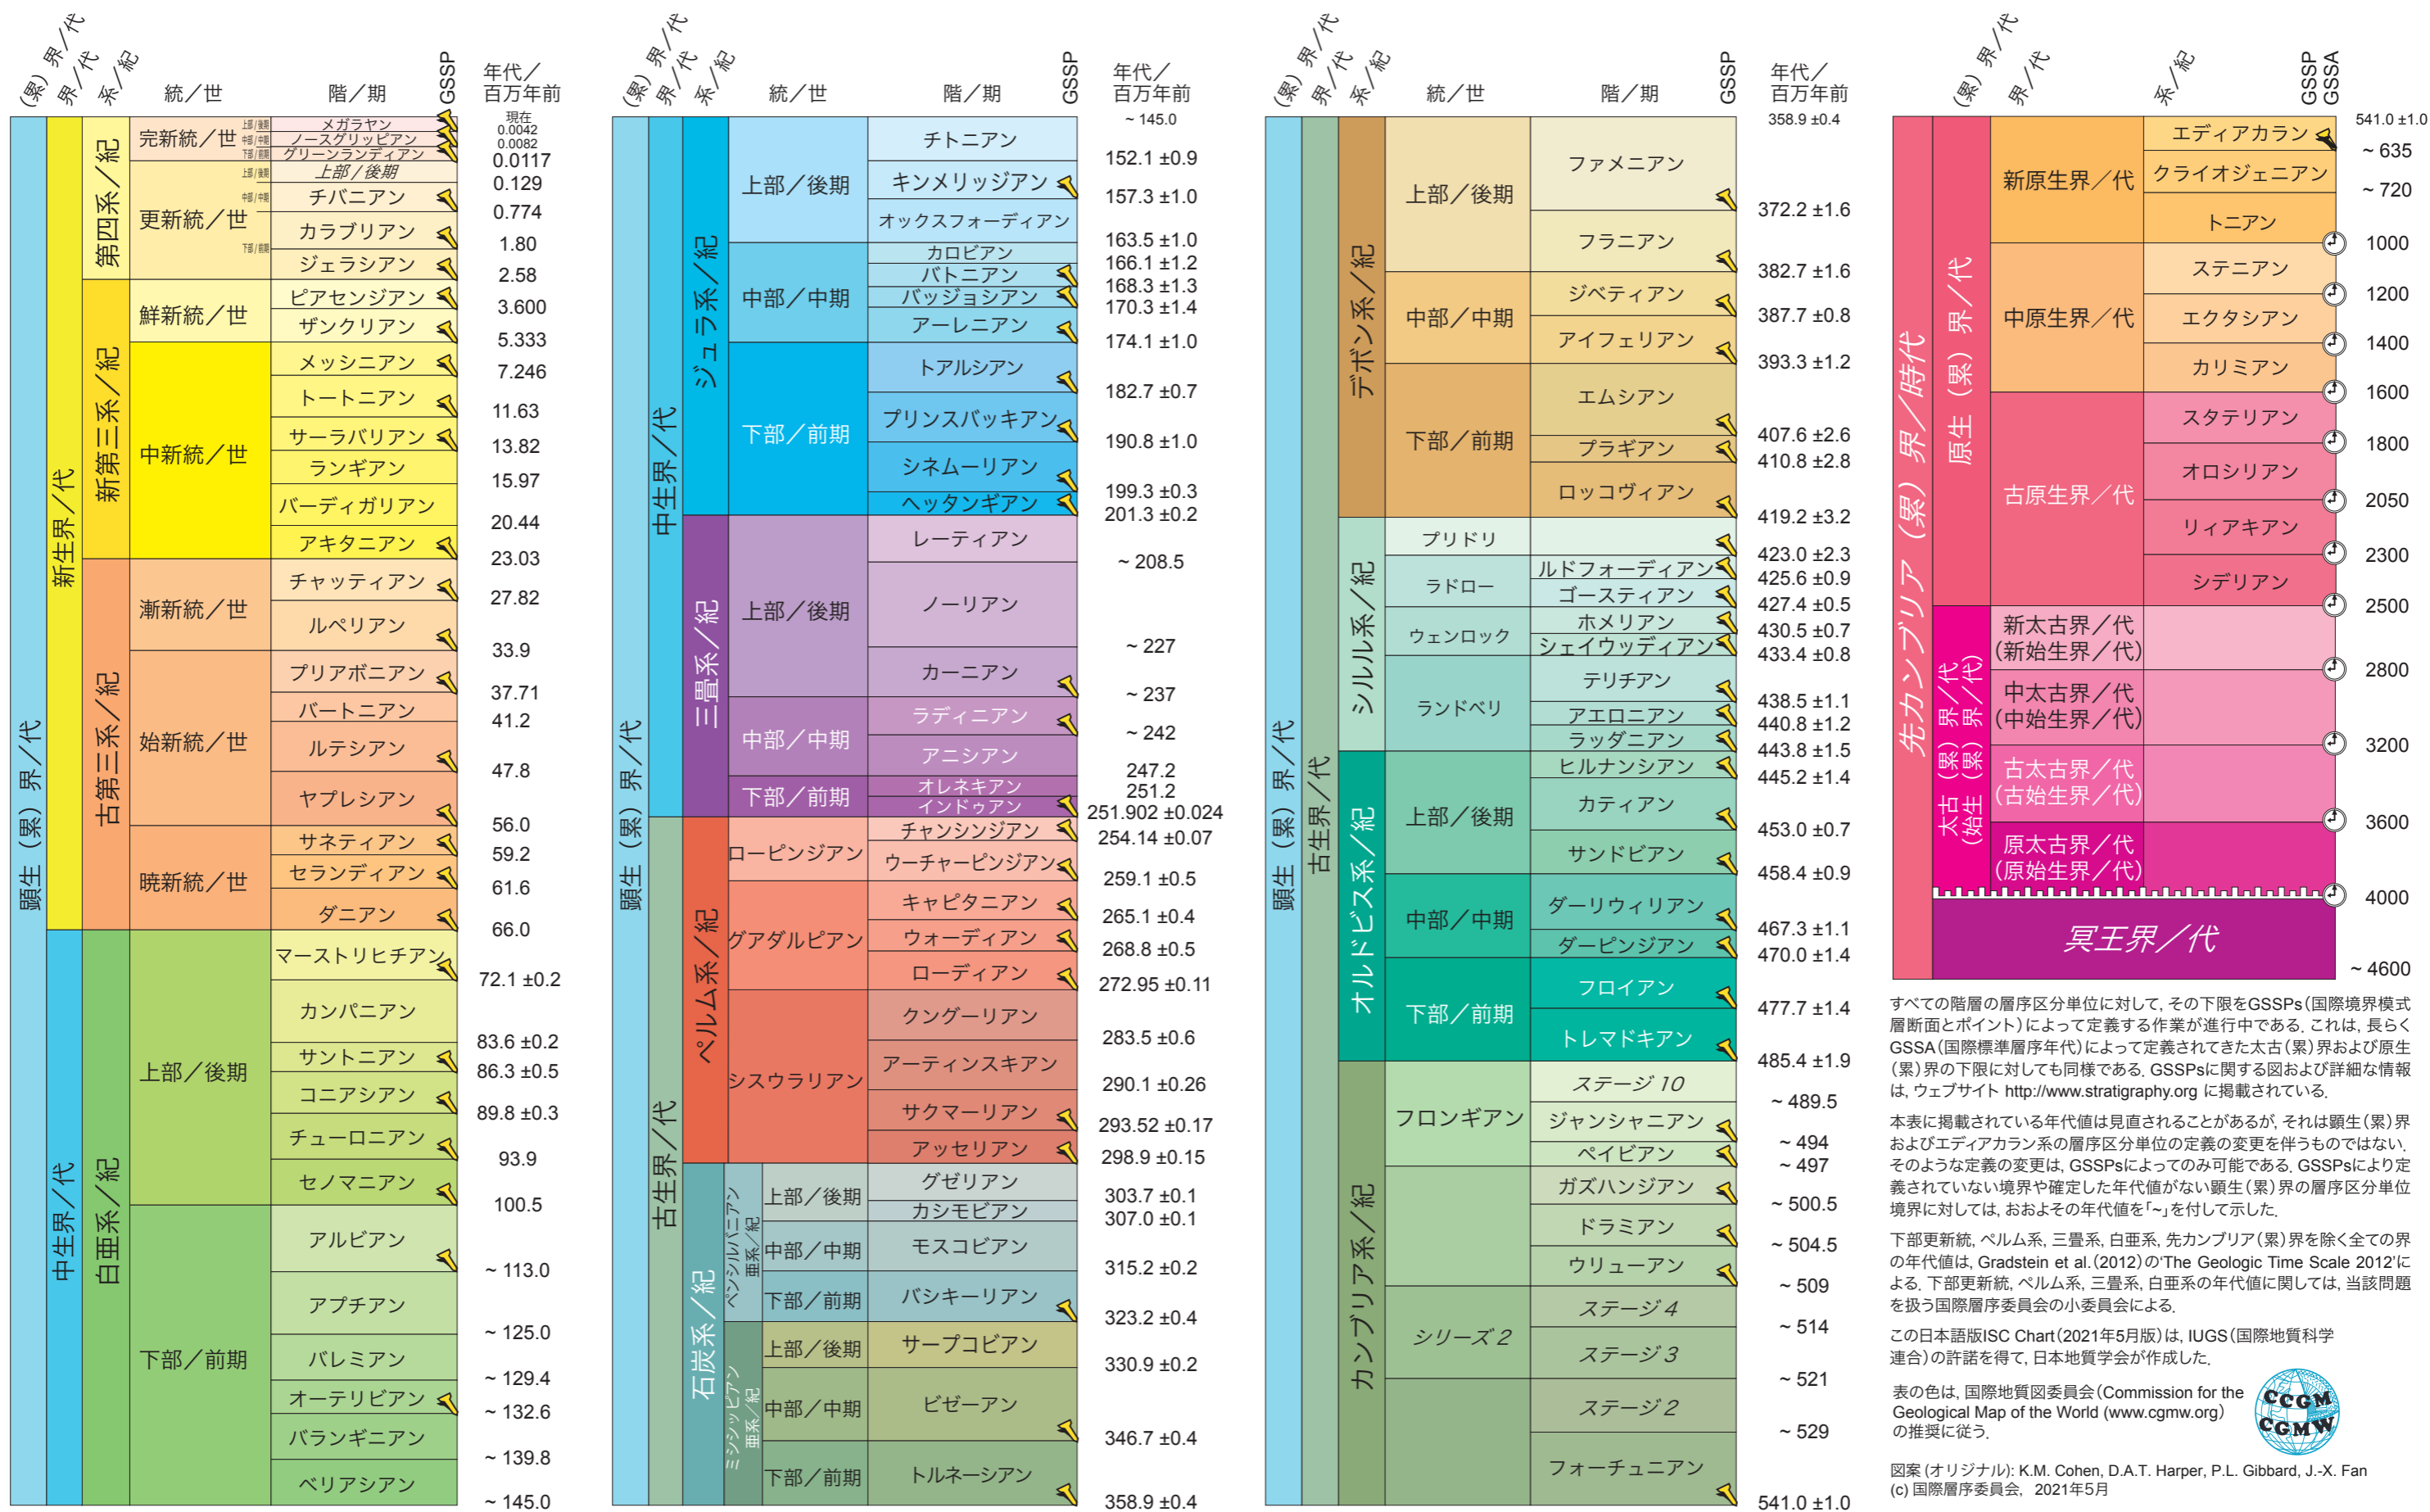 (累) 界/代
界/代
系/紀
統/世
階/期
GSSP
年代/
百万年前
顕生 (累) 界/代
新生界/代
中生界/代
第四系/紀
新第三系/紀
古第三系/紀
白亜系/紀
完新統/世
上部/後期
メガラヤン
現在
0.0042
中部/中期
ノースグリッピアン
0.0082
下部/前期
グリーンランディアン
0.0117
更新統/世
上部/後期
上部/後期
0.129
中部/中期
チバニアン
0.774
カラブリアン
1.80
下部/前期
ジェラシアン
2.58
鮮新統/世
ピアセンジアン
3.600
ザンクリアン
5.333
中新統/世
メッシニアン
7.246
トートニアン
11.63
サーラバリアン
13.82
ランギアン
15.97
バーディガリアン
20.44
アキタニアン
23.03
漸新統/世
チャッティアン
27.82
ルペリアン
33.9
始新統/世
プリアボニアン
37.71
バートニアン
41.2
ルテシアン
47.8
ヤプレシアン
56.0
暁新統/世
サネティアン
59.2
セランディアン
61.6
ダニアン
66.0
上部/後期
マーストリヒチアン
72.1 ±0.2
カンパニアン
83.6 ±0.2
サントニアン
86.3 ±0.5
コニアシアン
89.8 ±0.3
チューロニアン
93.9
セノマニアン
100.5
下部/前期
アルビアン
~ 113.0
アプチアン
~ 125.0
バレミアン
~ 129.4
オーテリビアン
~ 132.6
バランギニアン
~ 139.8
ベリアシアン
~ 145.0
(累) 界/代
界/代
系/紀
統/世
階/期
GSSP
年代/
百万年前
~ 145.0
顕生 (累) 界/代
中生界/代
古生界/代
ジュラ系/紀
三畳系/紀
ペルム系/紀
石炭系/紀
上部/後期
チトニアン
152.1 ±0.9
キンメリッジアン
157.3 ±1.0
オックスフォーディアン
163.5 ±1.0
中部/中期
カロビアン
166.1 ±1.2
バトニアン
168.3 ±1.3
バッジョシアン
170.3 ±1.4
アーレニアン
174.1 ±1.0
下部/前期
トアルシアン
182.7 ±0.7
プリンスバッキアン
190.8 ±1.0
シネムーリアン
199.3 ±0.3
ヘッタンギアン
201.3 ±0.2
上部/後期
レーティアン
~ 208.5
ノーリアン
~ 227
カーニアン
~ 237
中部/中期
ラディニアン
~ 242
アニシアン
247.2
下部/前期
オレネキアン
251.2
インドゥアン
251.902 ±0.024
ローピンジアン
チャンシンジアン
254.14 ±0.07
ウーチャーピンジアン
259.1 ±0.5
グアダルピアン
キャピタニアン
265.1 ±0.4
ウォーディアン
268.8 ±0.5
ローディアン
272.95 ±0.11
シスウラリアン
クングーリアン
283.5 ±0.6
アーティンスキアン
290.1 ±0.26
サクマーリアン
293.52 ±0.17
アッセリアン
298.9 ±0.15
ペンシルバニアン
亜系/紀
上部/後期
グゼリアン
303.7 ±0.1
カシモビアン
307.0 ±0.1
中部/中期
モスコビアン
315.2 ±0.2
下部/前期
バシキーリアン
323.2 ±0.4
ミシシッピアン
亜系/紀
上部/後期
サープコビアン
330.9 ±0.2
中部/中期
ビゼーアン
346.7 ±0.4
下部/前期
トルネーシアン
358.9 ±0.4
(累) 界/代
界/代
系/紀
統/世
階/期
GSSP
年代/
百万年前
358.9 ±0.4
顕生 (累) 界/代
古生界/代
デボン系/紀
シルル系/紀
オルドビス系/紀
カンブリア系/紀
上部/後期
ファメニアン
372.2 ±1.6
フラニアン
382.7 ±1.6
中部/中期
ジベティアン
387.7 ±0.8
アイフェリアン
393.3 ±1.2
下部/前期
エムシアン
407.6 ±2.6
プラギアン
410.8 ±2.8
ロッコヴィアン
419.2 ±3.2
プリドリ
423.0 ±2.3
ラドロー
ルドフォーディアン
425.6 ±0.9
ゴースティアン
427.4 ±0.5
ウェンロック
ホメリアン
430.5 ±0.7
シェイウッディアン
433.4 ±0.8
ランドベリ
テリチアン
438.5 ±1.1
アエロニアン
440.8 ±1.2
ラッダニアン
443.8 ±1.5
上部/後期
ヒルナンシアン
445.2 ±1.4
カティアン
453.0 ±0.7
サンドビアン
458.4 ±0.9
中部/中期
ダーリウィリアン
467.3 ±1.1
ダーピンジアン
470.0 ±1.4
下部/前期
フロイアン
477.7 ±1.4
トレマドキアン
485.4 ±1.9
フロンギアン
ステージ 10
~ 489.5
ジャンシャニアン
~ 494
ペイビアン
~ 497
ガズハンジアン
~ 500.5
ドラミアン
~ 504.5
ウリューアン
~ 509
シリーズ 2
ステージ 4
~ 514
ステージ 3
~ 521
ステージ 2
~ 529
フォーチュニアン
541.0 ±1.0
(累) 界/代
界/代
系/紀
GSSP
GSSA
541.0 ±1.0
先カンブリア (累) 界/時代
原生 (累) 界/代
太古 (累) 界/代
(始生 (累) 界/代)
新原生界/代
エディアカラン
~ 635
クライオジェニアン
~ 720
トニアン
1000
中原生界/代
ステニアン
1200
エクタシアン
1400
カリミアン
1600
古原生界/代
スタテリアン
1800
オロシリアン
2050
リィアキアン
2300
シデリアン
2500
新太古界/代
(新始生界/代)
2800
中太古界/代
(中始生界/代)
3200
古太古界/代
(古始生界/代)
3600
原太古界/代
(原始生界/代)
4000
冥王界/代
~ 4600
すべての階層の層序区分単位に対して, その下限をGSSPs(国際境界模式
層断面とポイント)によって定義する作業が進行中である. これは, 長らく
GSSA(国際標準層序年代)によって定義されてきた太古(累)界および原生
(累)界の下限に対しても同様である. GSSPsに関する図および詳細な情報
は, ウェブサイト http://www.stratigraphy.org に掲載されている.
本表に掲載されている年代値は見直されることがあるが, それは顕生(累)界
およびエディアカラン系の層序区分単位の定義の変更を伴うものではない.
そのような定義の変更は, GSSPsによってのみ可能である. GSSPsにより定
義されていない境界や確定した年代値がない顕生(累)界の層序区分単位
境界に対しては, おおよその年代値を「~」を付して示した.
下部更新統, ペルム系, 三畳系, 白亜系, 先カンブリア(累)界を除く全ての界
の年代値は, Gradstein et al.(2012)の'The Geologic Time Scale 2012'に
よる. 下部更新統, ペルム系, 三畳系, 白亜系の年代値に関しては, 当該問題
を扱う国際層序委員会の小委員会による.
この日本語版ISC Chart(2021年5月版)は, IUGS(国際地質科学
連合)の許諾を得て, 日本地質学会が作成した.
表の色は, 国際地質図委員会(Commission for the
Geological Map of the World (www.cgmw.org)
の推奨に従う.
CCGM
CGMW
図案 (オリジナル): K.M. Cohen, D.A.T. Harper, P.L. Gibbard, J.-X. Fan
(c) 国際層序委員会, 2021年5月